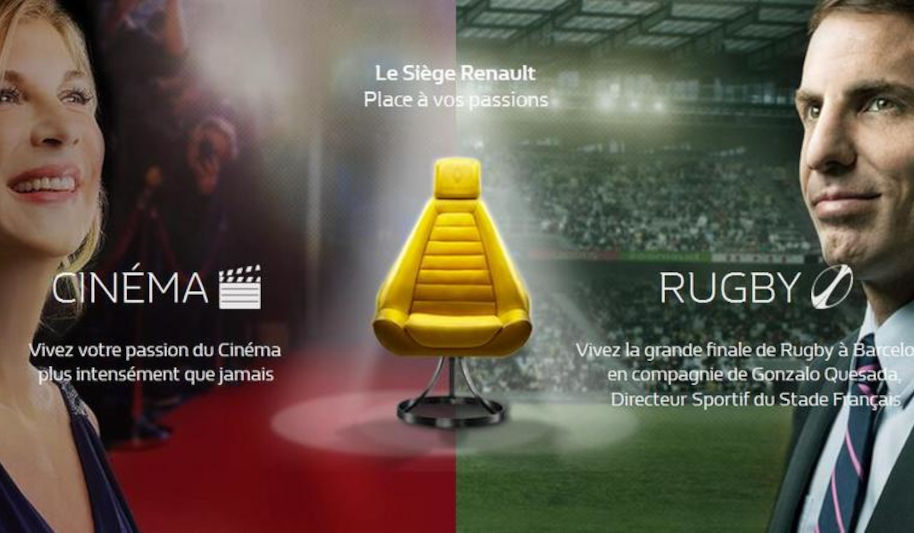 Le Siège Renault
Place à vos passions
CINÉMA
Vivez votre passion du Cinéma
plus intensément que jamais
RUGBY
Vivez la grande finale de Rugby à Barcelo
en compagnie de Gonzalo Quesada,
Directeur Sportif du Stade Français